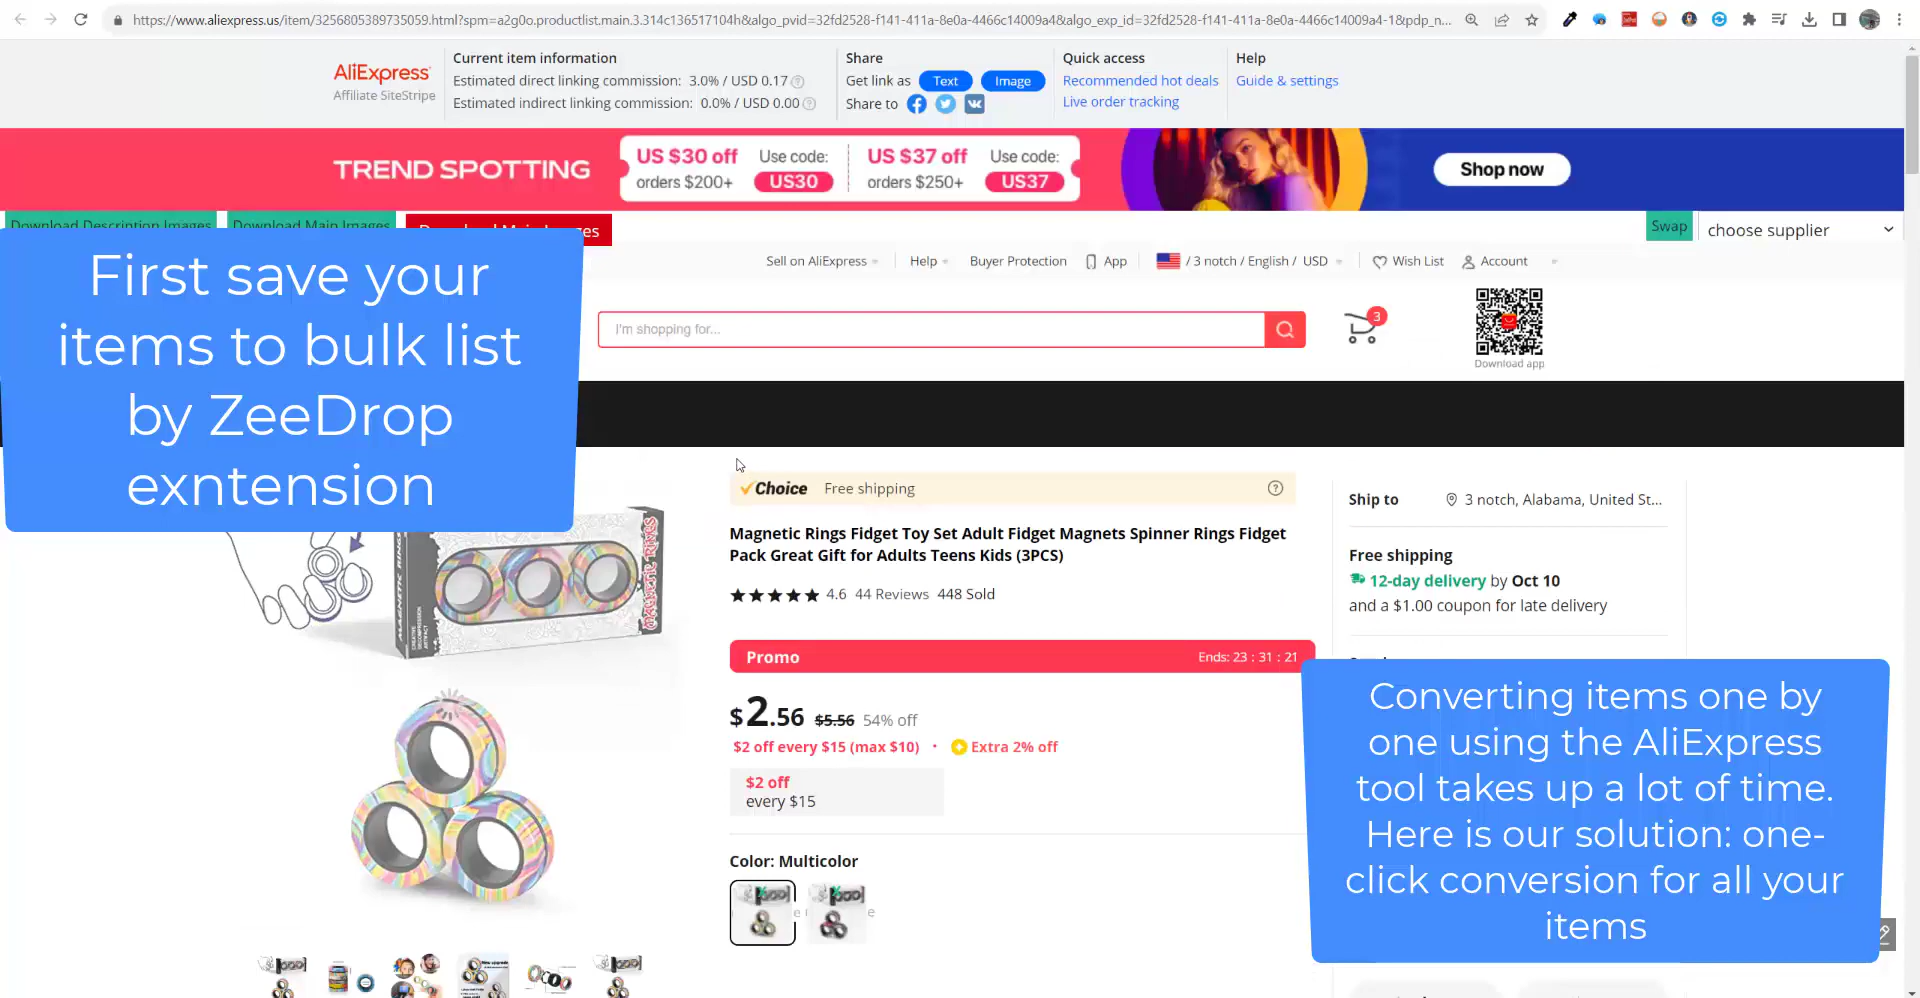 https://www.aliexpress.us/item/3256805389735059.html?spm=a2g0o.productlist.main.3.314c136517104h&algo_pvid=32fd2528-f141-411a-8e0a-4466c14009a4&algo_exp_id=32fd2528-f141-411a-8e0a-4466c14009a4-1&pdp_n...
AliExpress
Affiliate SiteStripe
Current item information
Estimated direct linking commission: 3.0% / USD 0.17
Estimated indirect linking commission: 0.0% / USD 0.00
Share
Get link as Text Image
Share to
Quick access
Recommended hot deals
Live order tracking
Help
Guide & settings
TREND SPOTTING
US $30 off
orders $200+
Use code:
US30
US $37 off
orders $250+
Use code:
US37
Shop now
Download Description Images
Download Main Images
Swap
choose supplier
Sell on AliExpress
Help
Buyer Protection
App
/ 3 notch / English / USD
Wish List
Account
First save your
items to bulk list
by ZeeDrop
exntension
I'm shopping for...
3
Download app
Choice Free shipping
Magnetic Rings Fidget Toy Set Adult Fidget Magnets Spinner Rings Fidget
Pack Great Gift for Adults Teens Kids (3PCS)
4.6 44 Reviews 448 Sold
Promo
Ends: 23 : 31 : 21
$2.56 $5.56 54% off
$2 off every $15 (max $10) · Extra 2% off
$2 off
every $15
Color: Multicolor
MAGNETIC RINGS
MAGNETIC RINGS
Ship to
3 notch, Alabama, United St...
Free shipping
12-day delivery by Oct 10
and a $1.00 coupon for late delivery
Converting items one by
one using the AliExpress
tool takes up a lot of time.
Here is our solution: one-
click conversion for all your
items